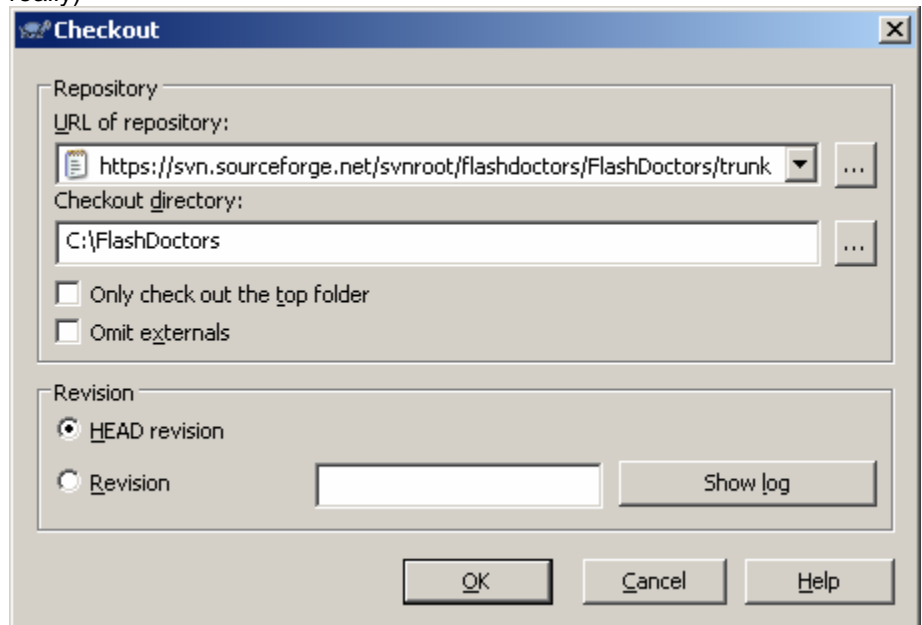 really)
Checkout
Repository
URL of repository:
https://svn.sourceforge.net/svnroot/flashdoctors/FlashDoctors/trunk
...
Checkout directory:
C:\FlashDoctors
...
Only check out the top folder
Omit externals
Revision
HEAD revision
Revision
Show log
OK Cancel Help